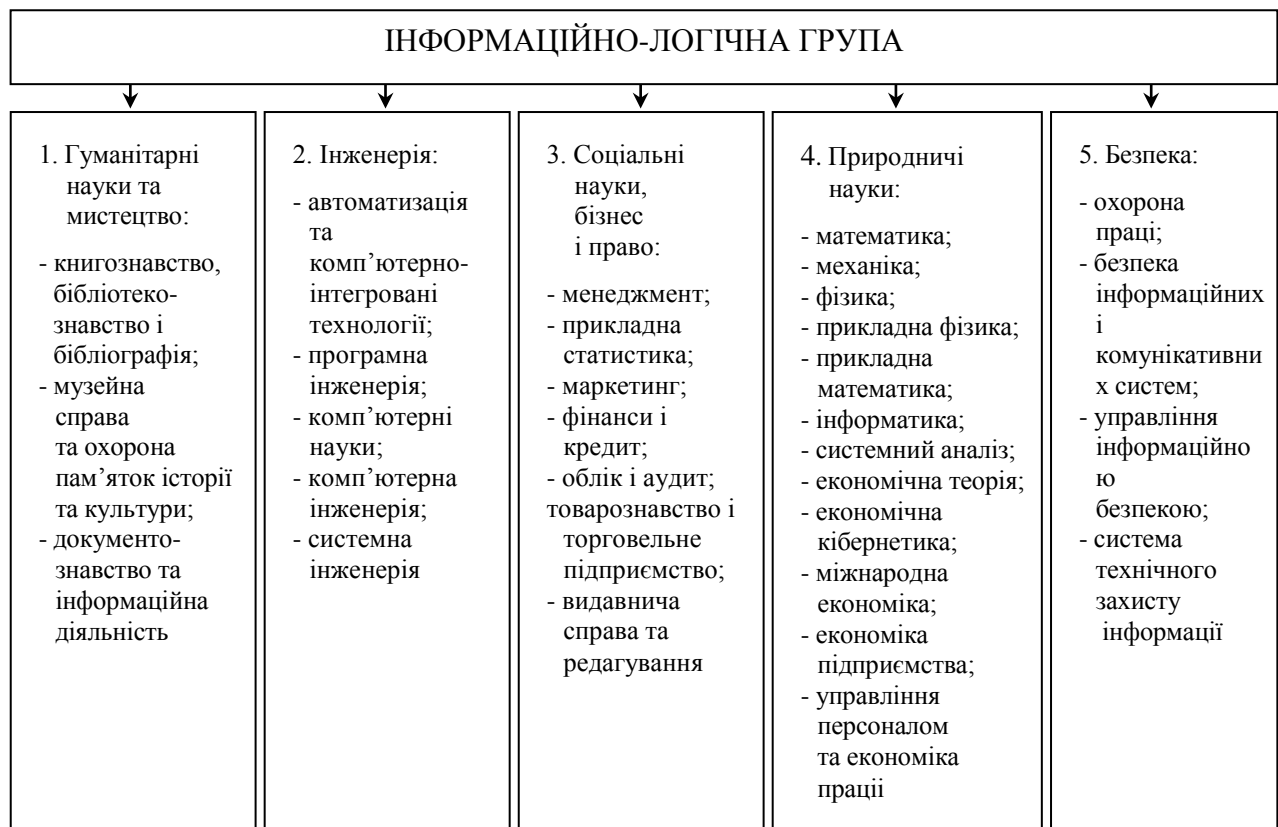 ІНФОРМАЦІЙНО-ЛОГІЧНА ГРУПА
1. Гуманітарні
науки та
мистецтво:
- книгознавство,
бібліотеко-
знавство і
бібліографія;
- музейна
справа
та охорона
пам’яток історії
та культури;
- документо-
знавство та
інформаційна
діяльність
2. Інженерія:
- автоматизація
та
комп’ютерно-
інтегровані
технології;
- програмна
інженерія;
- комп’ютерні
науки;
- комп’ютерна
інженерія;
- системна
інженерія
3. Соціальні
науки,
бізнес
і право:
- менеджмент;
- прикладна
статистика;
- маркетинг;
- фінанси і
кредит;
- облік і аудит;
товарознавство і
торговельне
підприємство;
- видавнича
справа та
редагування
4. Природничі
науки:
- математика;
- механіка;
- фізика;
- прикладна фізика;
- прикладна
математика;
- інформатика;
- системний аналіз;
- економічна теорія;
- економічна
кібернетика;
- міжнародна
економіка;
- економіка
підприємства;
- управління
персоналом
та економіка
праціі
5. Безпека:
- охорона
праці;
- безпека
інформаційних
і
комунікативни
х систем;
- управління
інформаційно
ю
безпекою;
- система
технічного
захисту
інформації